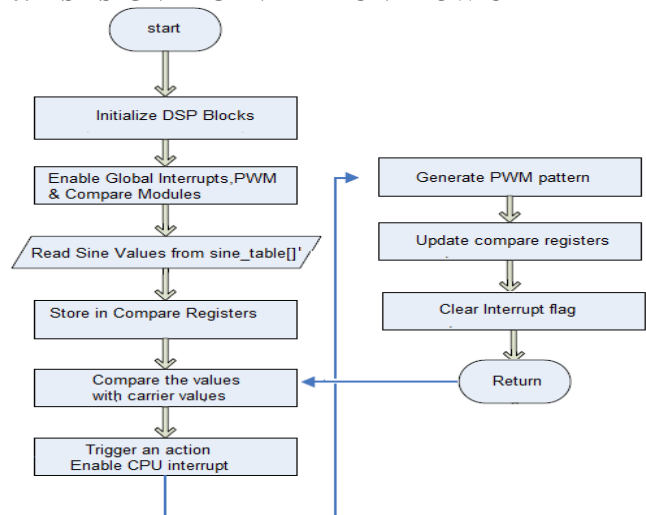 start
Initialize DSP Blocks
Enable Global Interrupts,PWM
& Compare Modules
Read Sine Values from sine_table[]'
Store in Compare Registers
Compare the values
with carrier values
Trigger an action
Enable CPU interrupt
Generate PWM pattern
Update compare registers
Clear Interrupt flag
Return